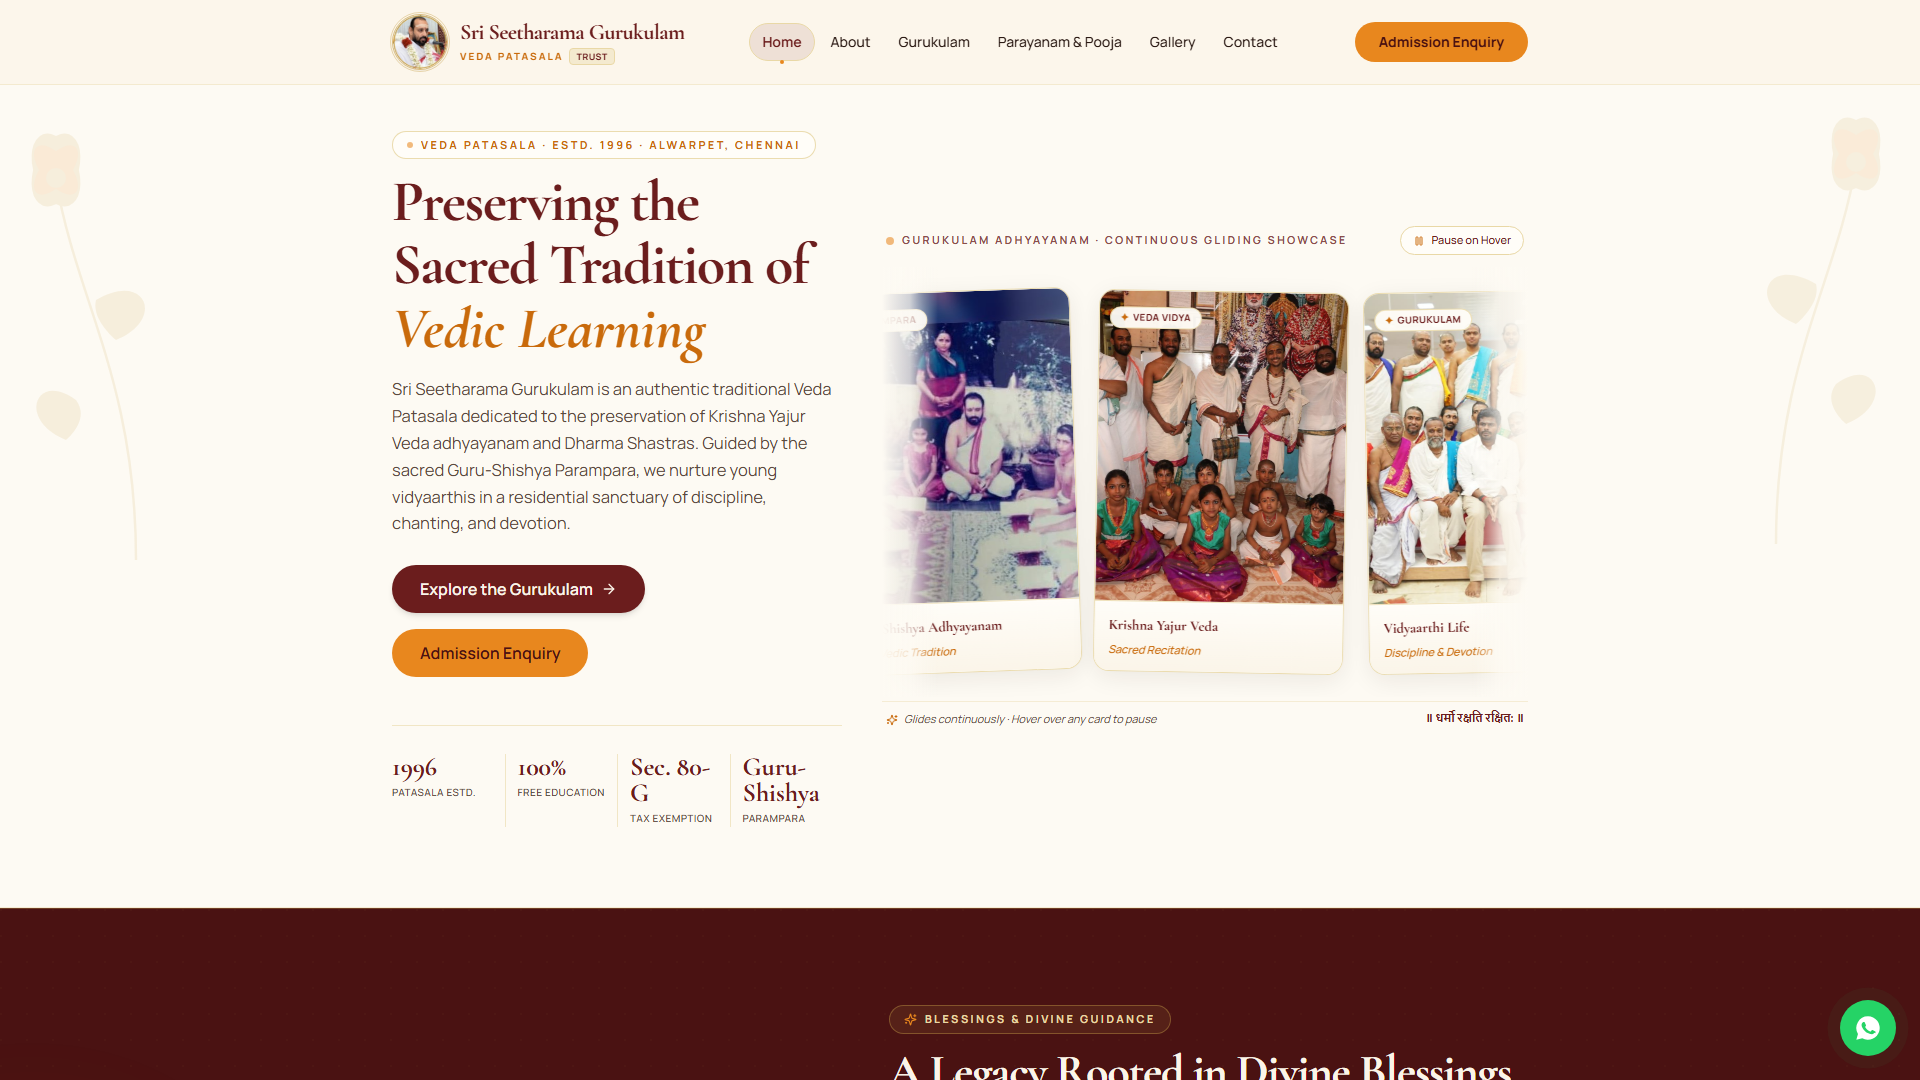 Sri Seetharama Gurukulam
VEDA PATASALA TRUST
Home
About
Gurukulam
Parayanam & Pooja
Gallery
Contact
Admission Enquiry
VEDA PATASALA · ESTD. 1996 · ALWARPET, CHENNAI
Preserving the
Sacred Tradition of
Vedic Learning
Sri Seetharama Gurukulam is an authentic traditional Veda
Patasala dedicated to the preservation of Krishna Yajur
Veda adhyayanam and Dharma Shastras. Guided by the
sacred Guru-Shishya Parampara, we nurture young
vidyaarthis in a residential sanctuary of discipline,
chanting, and devotion.
Explore the Gurukulam
Admission Enquiry
1996
PATASALA ESTD.
100%
FREE EDUCATION
Sec. 80-
G
TAX EXEMPTION
Guru-
Shishya
PARAMPARA
GURUKULAM ADHYAYANAM · CONTINUOUS GLIDING SHOWCASE
Pause on Hover
Adhyayanam
Tradition
VEDA VIDYA
Krishna Yajur Veda
Sacred Recitation
GURUKULAM
Vidyaarthi Life
Discipline & Devotion
Glides continuously · Hover over any card to pause
॥ धर्मो रक्षति रक्षितः ॥
BLESSINGS & DIVINE GUIDANCE
A Legacy Rooted in Divine Blessings